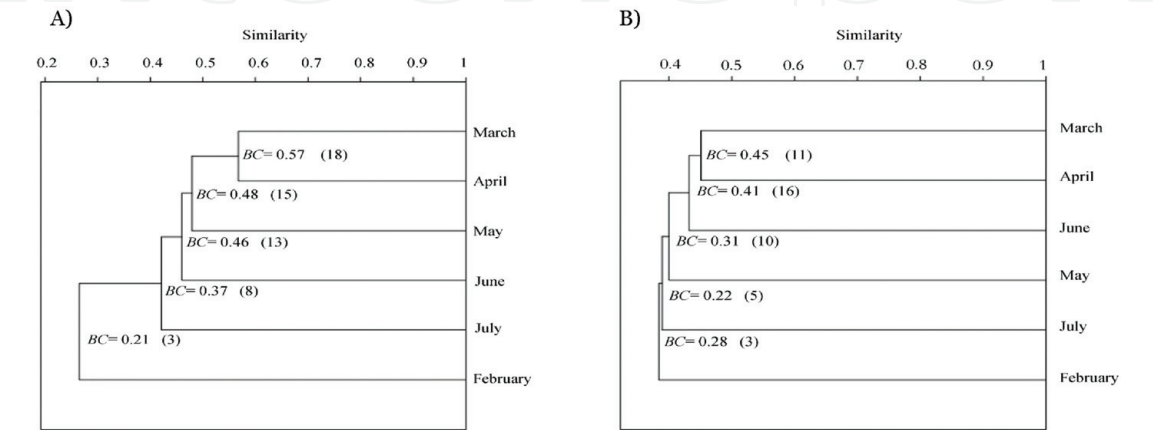 A)
Similarity
0.2 0.3 0.4 0.5 0.6 0.7 0.8 0.9 1
March
BC= 0.57 (18)
April
BC= 0.48 (15)
May
BC= 0.46 (13)
June
BC= 0.37 (8)
July
BC= 0.21 (3)
February
B)
Similarity
0.4 0.5 0.6 0.7 0.8 0.9 1
March
BC= 0.45 (11)
April
BC= 0.41 (16)
June
BC= 0.31 (10)
May
BC= 0.22 (5)
July
BC= 0.28 (3)
February